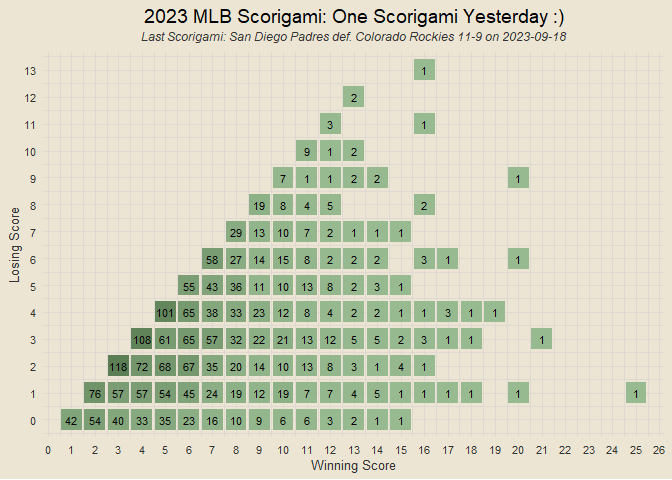 2023 MLB Scorigami: One Scorigami Yesterday :)
Last Scorigami: San Diego Padres def. Colorado Rockies 11-9 on 2023-09-18
Losing Score
13 1
12 2
11 3 1
10 9 1 2
9 7 1 1 2 2 1
8 19 8 4 5 2
7 29 13 10 7 2 1 1 1
6 58 27 14 15 8 2 2 3 1 1
5 55 43 36 11 10 13 8 2 3 1
4 101 65 38 33 23 12 8 4 2 2 1 1 3 1 1
3 108 61 65 57 32 22 21 13 12 5 5 2 3 1 1 1
2 118 72 68 67 35 20 14 10 13 8 3 1 4 1
1 76 57 57 54 45 24 19 12 19 7 7 4 5 1 1 1 1 1
0 42 54 40 33 35 23 16 10 9 6 6 3 2 1 1
0 1 2 3 4 5 6 7 8 9 10 11 12 13 14 15 16 17 18 19 20 21 22 23 24 25 26
Winning Score